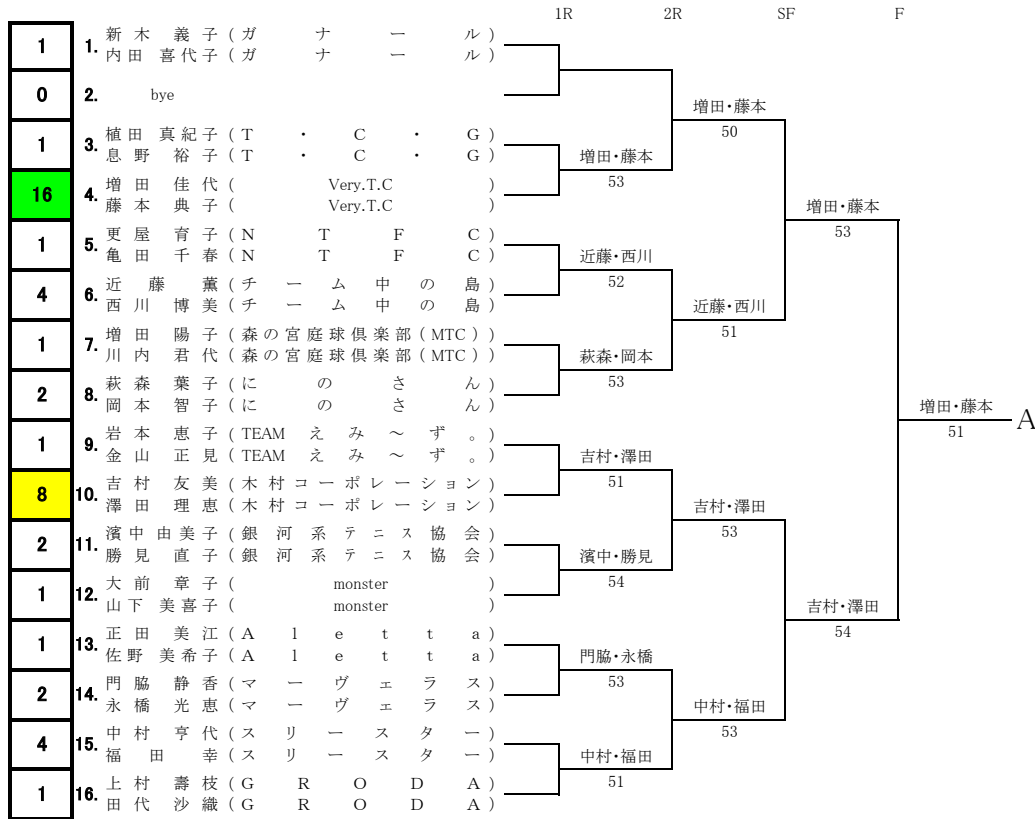 1R 2R SF F
1 1. 新木 義子(ガナール)
内田 喜代子(ガナール)
0 2. bye
1 3. 植田 真紀子(T・C・G)
息野 裕子(T・C・G)
16 4. 増田 佳代(Very.T.C)
藤本 典子(Very.T.C)
1 5. 更屋 育子(NTFC)
亀田 千春(NTFC)
4 6. 近藤 薫(チーム中の島)
西川 博美(チーム中の島)
1 7. 増田 陽子(森の宮庭球倶楽部(MTC))
川内 君代(森の宮庭球倶楽部(MTC))
2 8. 萩森 葉子(にのさん)
岡本 智子(にのさん)
1 9. 岩本 恵子(TEAMえみ~ず。)
金山 正見(TEAMえみ~ず。)
8 10. 吉村 友美(木村コーポレーション)
澤田 理恵(木村コーポレーション)
2 11. 濱中 由美子(銀河系テニス協会)
勝見 直子(銀河系テニス協会)
1 12. 大前 章子(monster)
山下 美喜子(monster)
1 13. 正田 美江(Aletta)
佐野 美希子(Aletta)
2 14. 門脇 静香(マーヴェラス)
永橋 光恵(マーヴェラス)
4 15. 中村 亨代(スリースター)
福田 幸(スリースター)
1 16. 上村 壽枝(GRODA)
田代 沙織(GRODA)
増田・藤本
53
近藤・西川
52
萩森・岡本
53
吉村・澤田
51
濱中・勝見
54
門脇・永橋
53
中村・福田
51
増田・藤本
50
近藤・西川
51
吉村・澤田
53
中村・福田
53
増田・藤本
53
吉村・澤田
54
増田・藤本
51
A